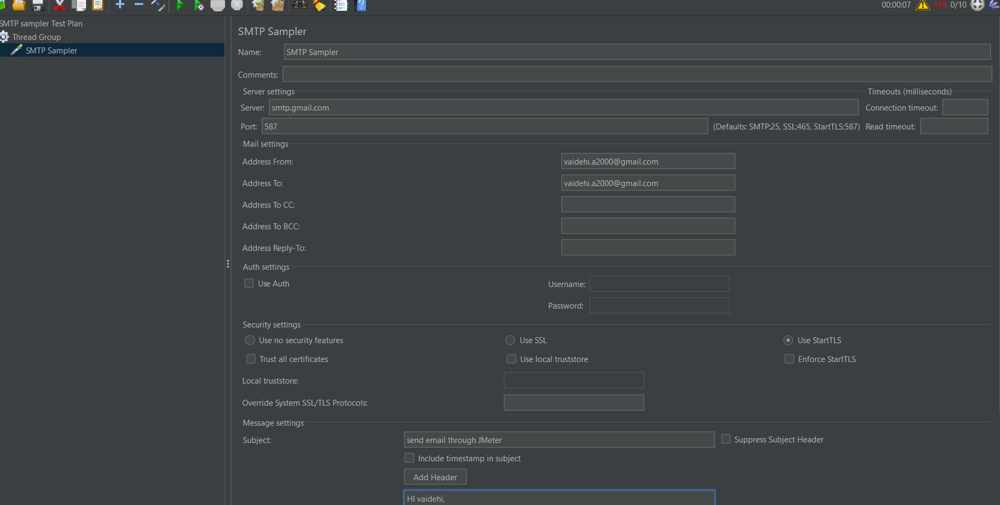 STOP
00:00:07 118 0/10
SMTP sampler Test Plan
Thread Group
SMTP Sampler
SMTP Sampler
Name: SMTP Sampler
Comments:
Server settings Timeouts (milliseconds)
Server: smtp.gmail.com Connection timeout:
Port: 587 (Defaults: SMTP:25, SSL:465, StartTLS:587) Read timeout:
Mail settings
Address From: vaidehi.a2000@gmail.com
Address To: vaidehi.a2000@gmail.com
Address To CC:
Address To BCC:
Address Reply-To:
Auth settings
Use Auth Username:
Password:
Security settings
Use no security features Use SSL Use StartTLS
Trust all certificates Use local truststore Enforce StartTLS
Local truststore:
Override System SSL/TLS Protocols:
Message settings
Subject: send email through JMeter Suppress Subject Header
Include timestamp in subject
Add Header
HI vaidehi,